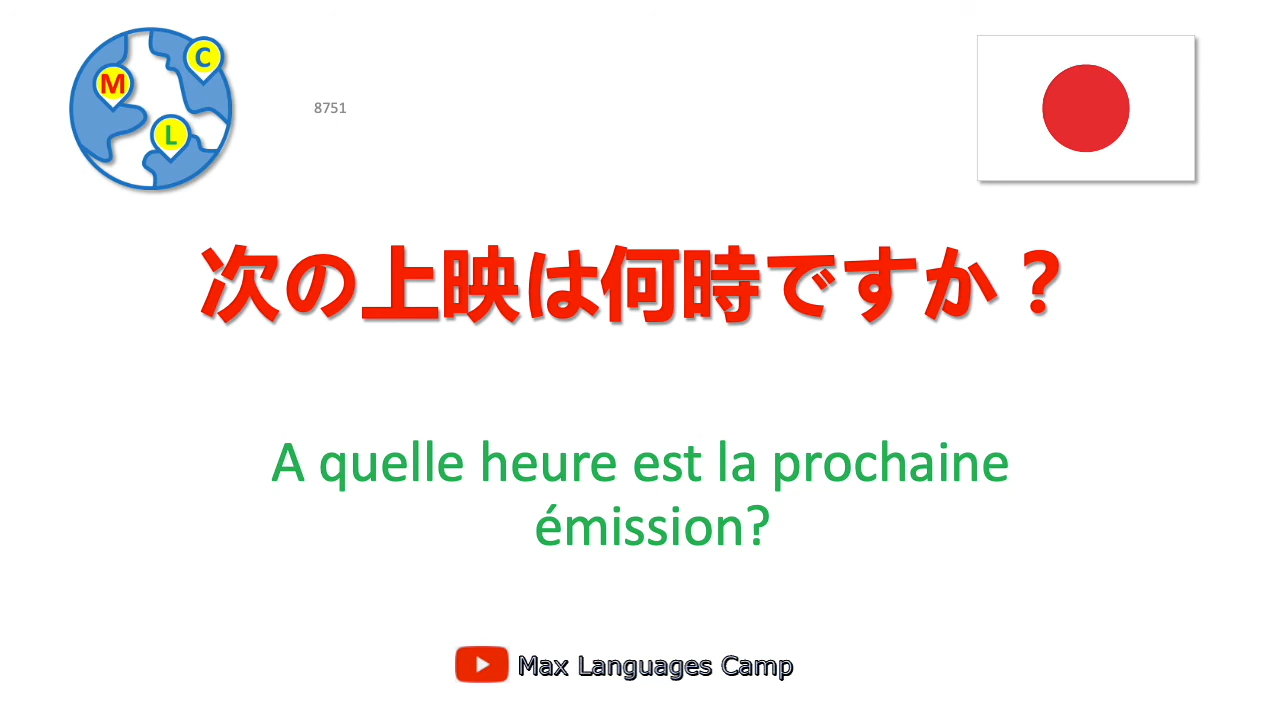 C
M
L
8751
次の上映は何時ですか？
A quelle heure est la prochaine
émission?
Max Languages Camp